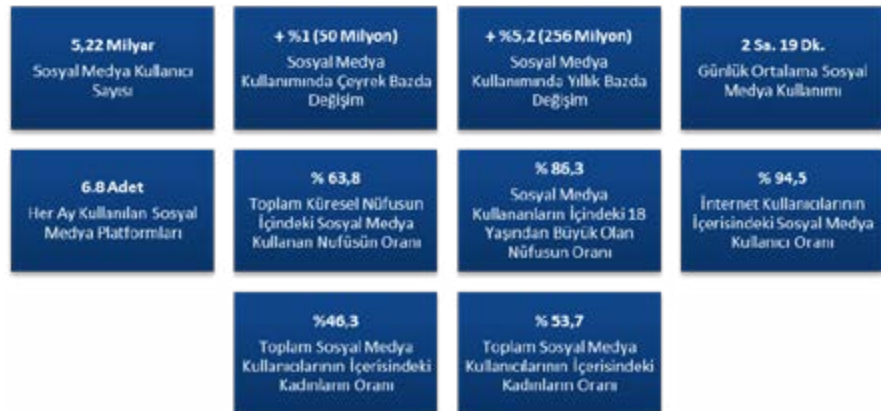 5,22 Milyar
Sosyal Medya Kullanıcı
Sayısı
+ %1 (50 Milyon)
Sosyal Medya
Kullanımında Çeyrek Bazda
Değişim
+ %5,2 (256 Milyon)
Sosyal Medya
Kullanımında Yıllık Bazda
Değişim
2 Sa. 19 Dk.
Günlük Ortalama Sosyal
Medya Kullanımı
6.8 Adet
Her Ay Kullanılan Sosyal
Medya Platformları
% 63,8
Toplam Küresel Nüfusun
İçindeki Sosyal Medya
Kullanan Nufüsün Oranı
% 86,3
Sosyal Medya
Kullananların İçindeki 18
Yaşından Büyük Olan
Nüfusun Oranı
% 94,5
İnternet Kullanıcılarının
İçerisindeki Sosyal Medya
Kullanıcı Oranı
%46,3
Toplam Sosyal Medya
Kullanıcılarının İçerisindeki
Kadınların Oranı
% 53,7
Toplam Sosyal Medya
Kullanıcılarının İçerisindeki
Kadınların Oranı